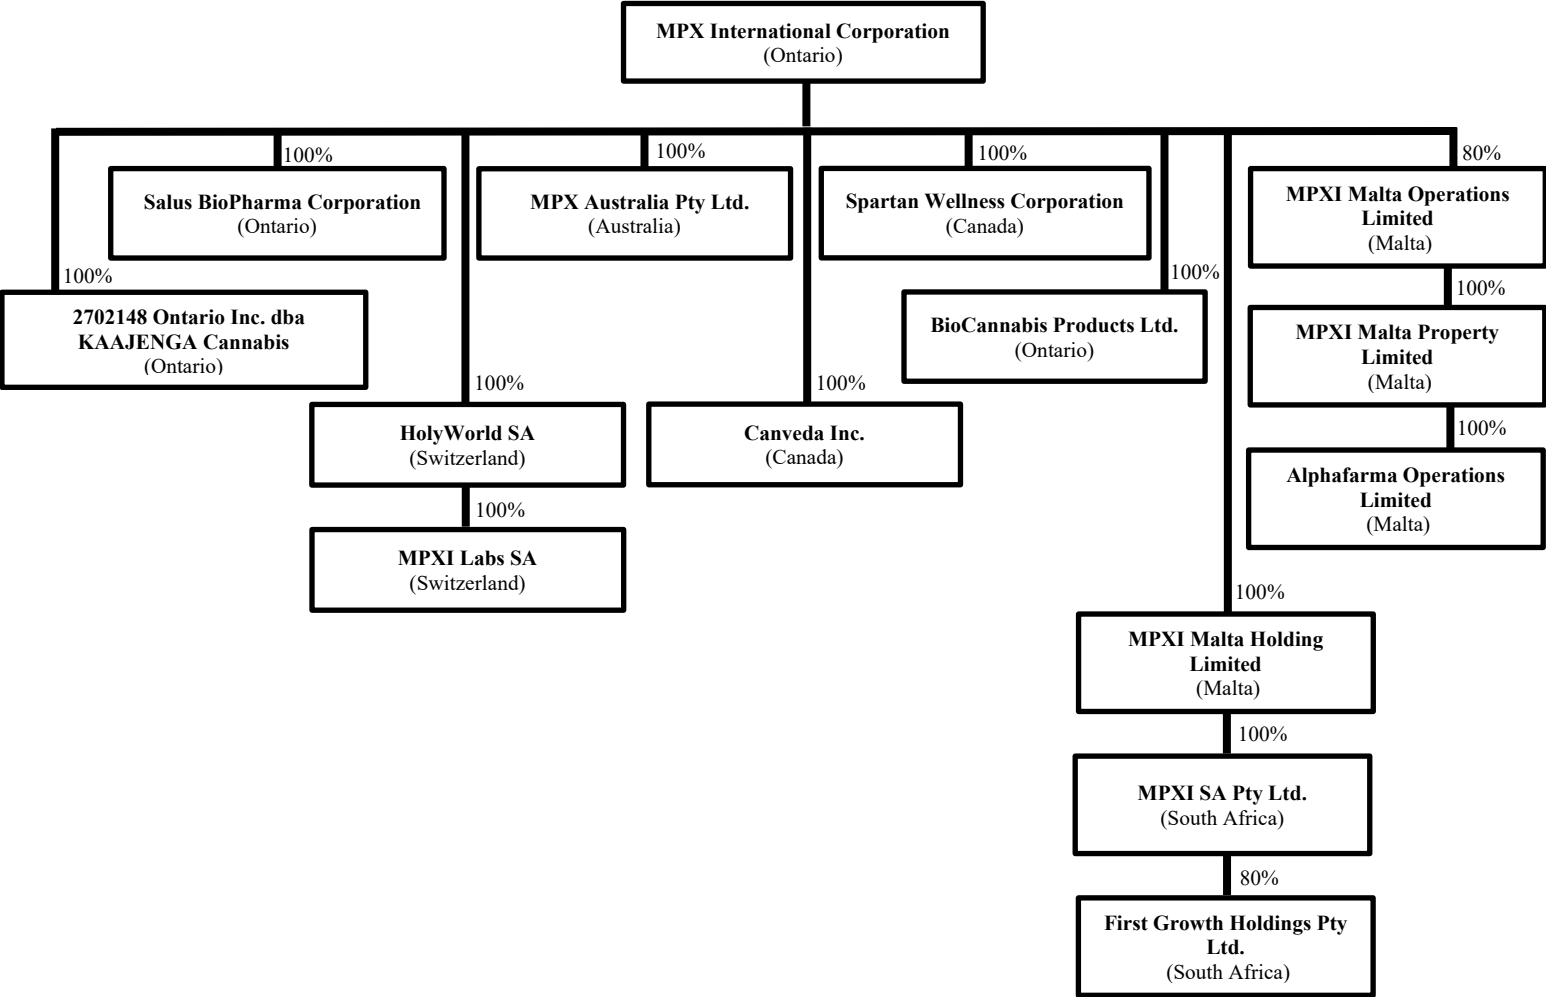 MPX International Corporation
(Ontario)
100%
100%
100%
80%
Salus BioPharma Corporation
(Ontario)
MPX Australia Pty Ltd.
(Australia)
Spartan Wellness Corporation
(Canada)
MPXI Malta Operations
Limited
(Malta)
100%
100%
100%
2702148 Ontario Inc. dba
KAAJENGA Cannabis
(Ontario)
BioCannabis Products Ltd.
(Ontario)
MPXI Malta Property
Limited
(Malta)
100%
100%
100%
HolyWorld SA
(Switzerland)
Canveda Inc.
(Canada)
Alphafarma Operations
Limited
(Malta)
100%
MPXI Labs SA
(Switzerland)
100%
MPXI Malta Holding
Limited
(Malta)
100%
MPXI SA Pty Ltd.
(South Africa)
80%
First Growth Holdings Pty
Ltd.
(South Africa)